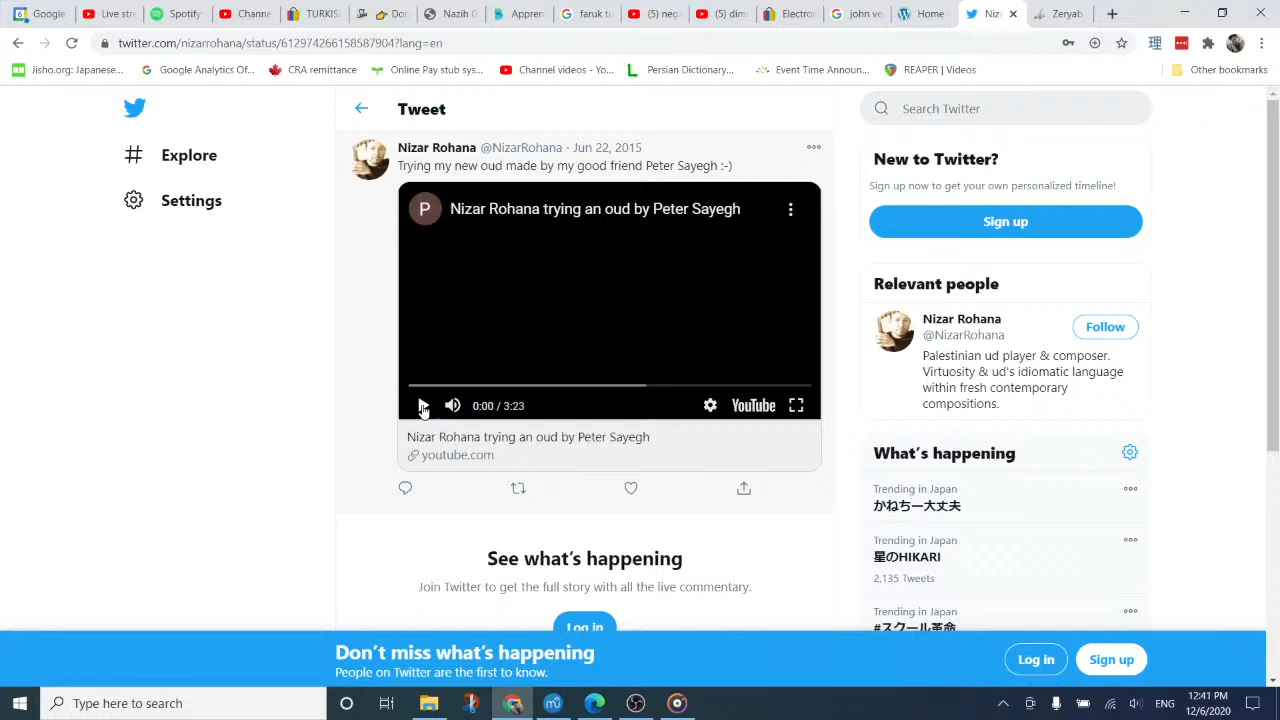 Google
Live str
Spotify
Channe
TURKIS
Dor
Nazih G
Appren
faruk tu
(5) nega
(5) dimi
Electro
john ve
Home
Niz
Zeryab
twitter.com/nizarrohana/status/612974266158587904?lang=en
Jisho.org: Japanese...
Google Analytics Of...
CRA remittance
Online Pay stub sys...
Channel videos - Yo...
Persian Dictionary...
Event Time Announ...
REAPER | Videos
Other bookmarks
Explore
Settings
Tweet
Nizar Rohana @NizarRohana · Jun 22, 2015
Trying my new oud made by my good friend Peter Sayegh :-)
P
Nizar Rohana trying an oud by Peter Sayegh
0:00 / 3:23
YouTube
Nizar Rohana trying an oud by Peter Sayegh
youtube.com
See what's happening
Join Twitter to get the full story with all the live commentary.
Log in
Search Twitter
New to Twitter?
Sign up now to get your own personalized timeline!
Sign up
Relevant people
Nizar Rohana
@NizarRohana
Follow
Palestinian ud player & composer.
Virtuosity & ud's idiomatic language
within fresh contemporary
compositions.
What's happening
Trending in Japan
かねちー大丈夫
Trending in Japan
星のHIKARI
2,135 Tweets
Trending in Japan
#スクール革命
Don't miss what's happening
People on Twitter are the first to know.
Log in
Sign up
Type here to search
ENG
12:41 PM
12/6/2020